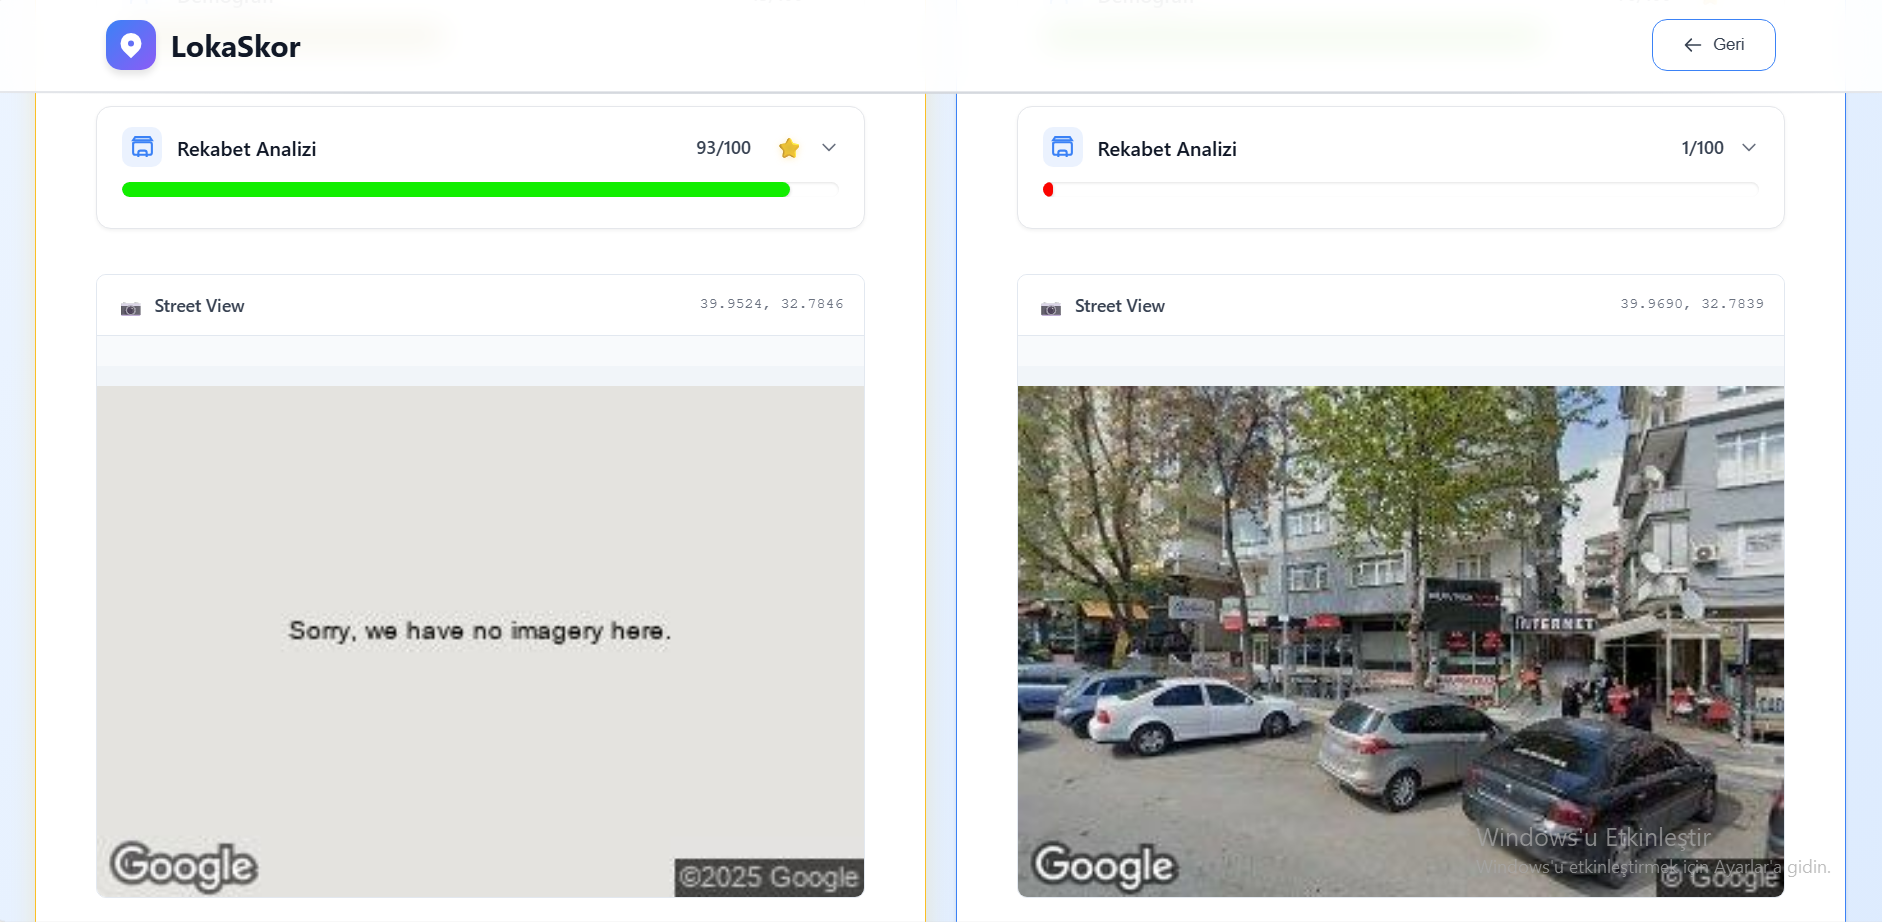 LokaSkor
Geri
Rekabet Analizi
93/100
Street View
39.9524, 32.7846
Sorry, we have no imagery here.
Google
©2025 Google
Rekabet Analizi
1/100
Street View
39.9690, 32.7839
INTERNET
Google
© Google
Windows'u Etkinleştir
Windows'u etkinleştirmek için Ayarlar'a gidin.